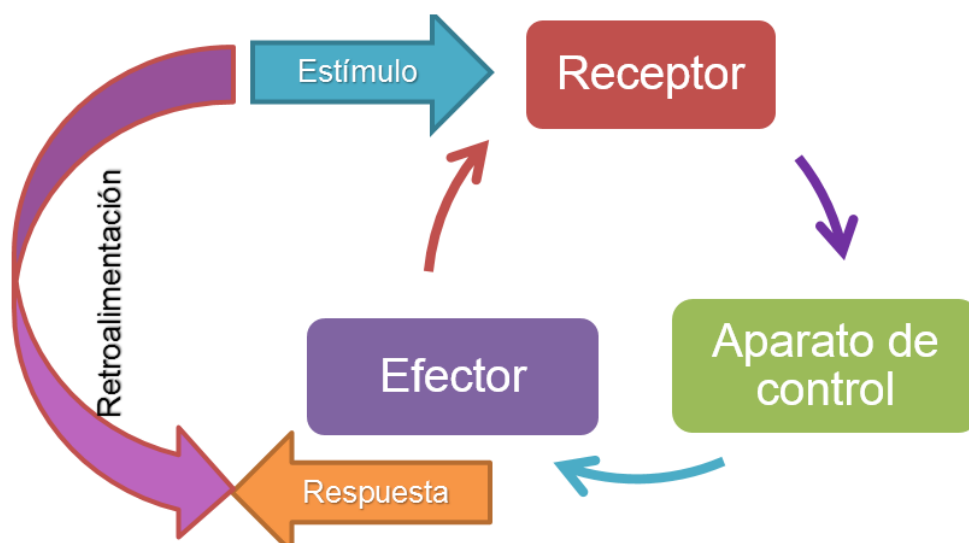 Estímulo
Receptor
Retroalimentación
Efector
Aparato de
control
Respuesta